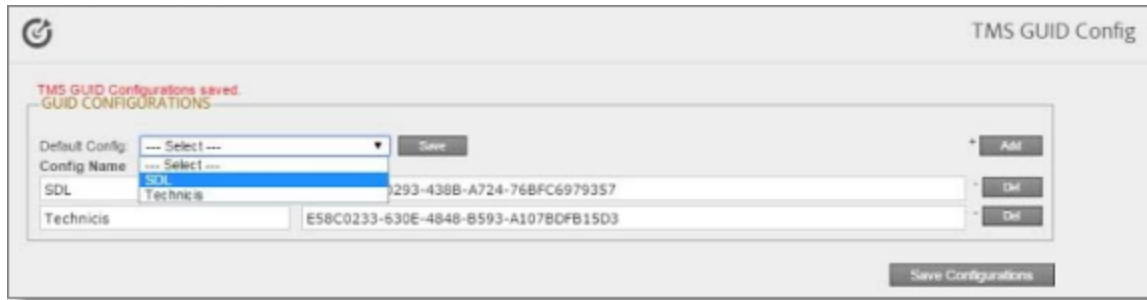 TMS GUID Config
TMS GUID Configurations saved.
GUID CONFIGURATIONS
Default Config: --- Select --- Save + Add
Config Name --- Select ---
SDL SDL 0293-438B-A724-76BFC6979357 - Del
Technicis
Technicis E58C0233-630E-4848-B593-A107BDFB15D3 - Del
Save Configurations